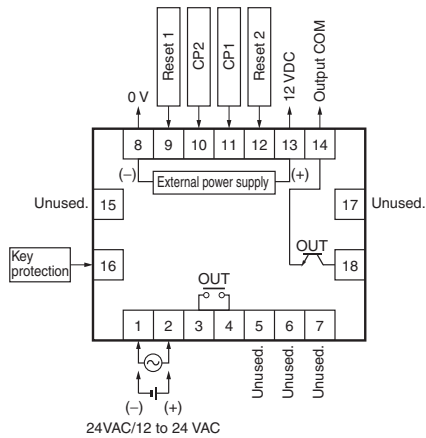 Reset 1
CP2
CP1
Reset 2
0 V
12 VDC
Output COM
8 9 10 11 12 13 14
(−) External power supply (+)
Unused. 15
17 Unused.
Key
protection
16
OUT
18
OUT
1 2 3 4 5 6 7
Unused.
Unused.
Unused.
(−) (+)
24VAC/12 to 24 VAC